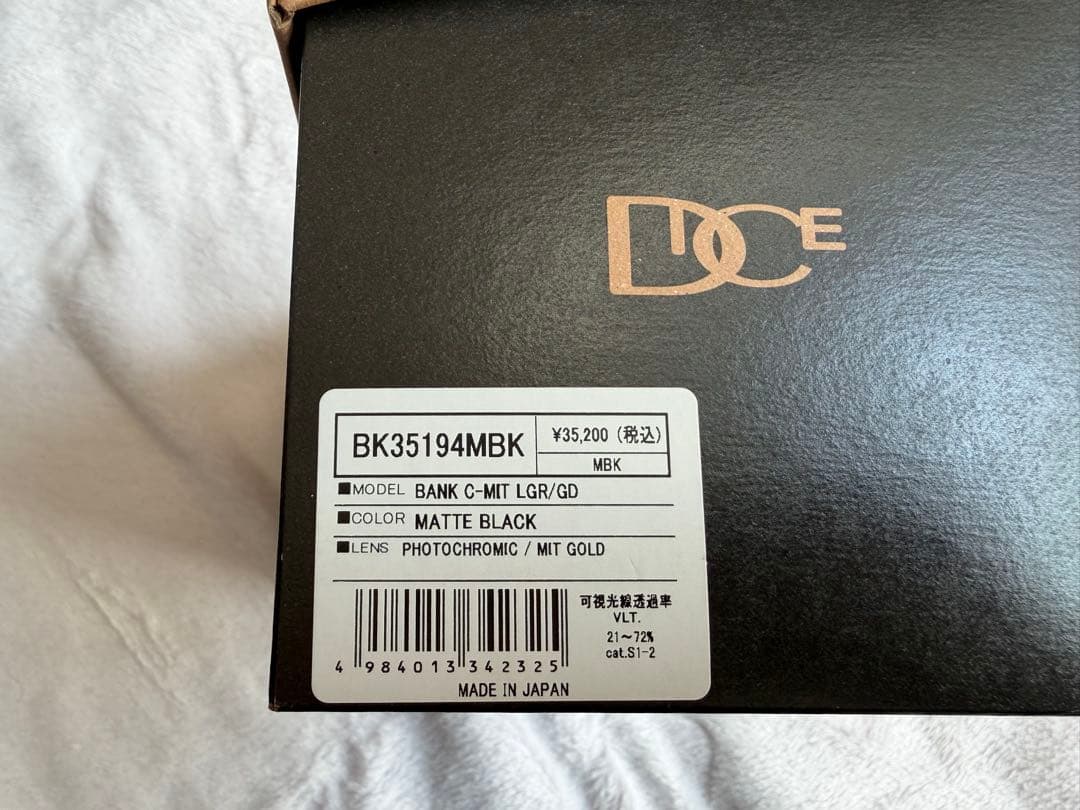 DICE
BK35194MBK
¥35,200 (税込)
MBK
■MODEL BANK C-MIT LGR/GD
■COLOR MATTE BLACK
■LENS PHOTOCHROMIC / MIT GOLD
可視光線透過率
VLT.
21～72%
cat.S1-2
4 984013 342325
MADE IN JAPAN